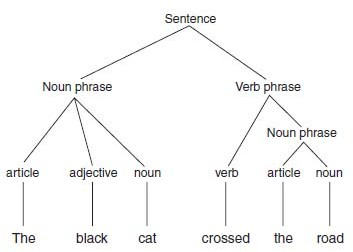 Sentence
Noun phrase Verb phrase
Noun phrase
article adjective noun verb article noun
The black cat crossed the road